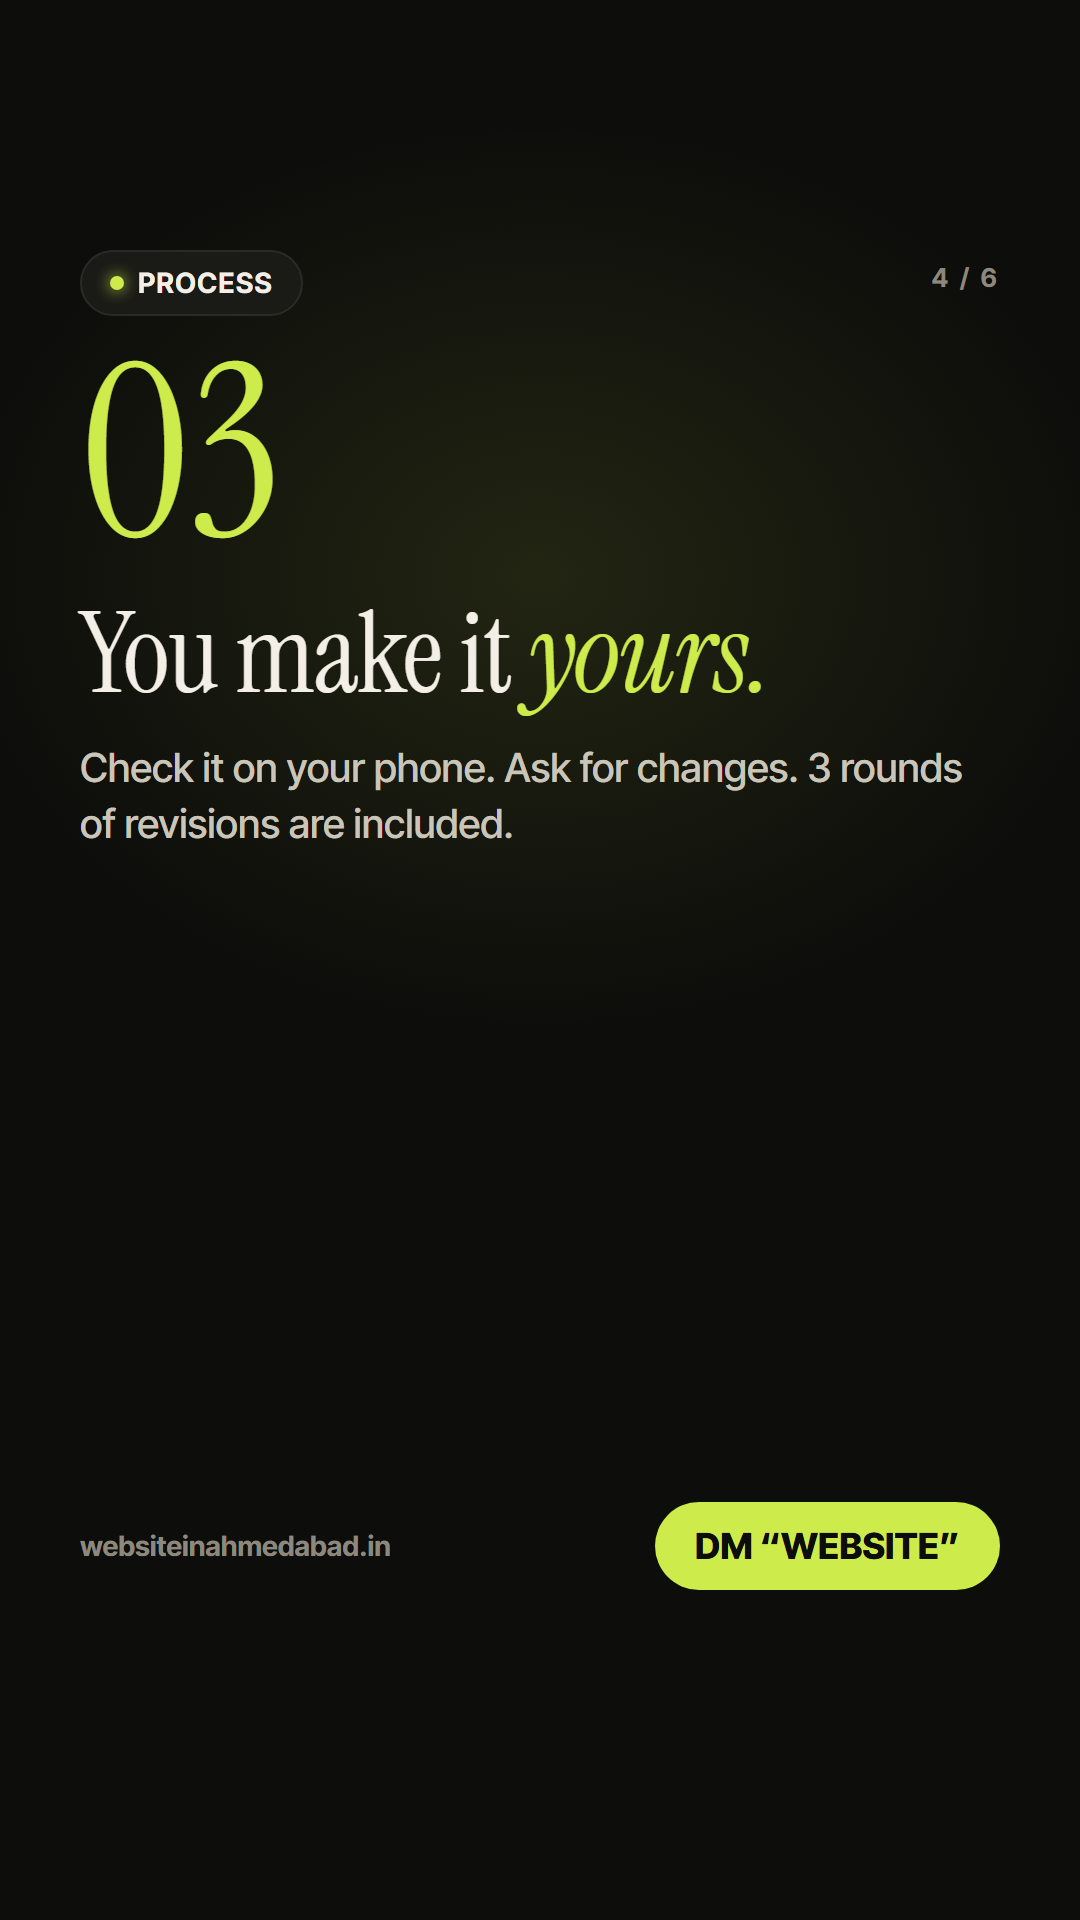 PROCESS
4 / 6
03
You make it yours.
Check it on your phone. Ask for changes. 3 rounds
of revisions are included.
websiteinahmedabad.in
DM “WEBSITE”